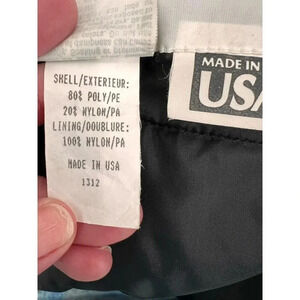 SHELL/EXTERIEUR:
80% POLY/PE
20% NYLON/PA
LINING/DOUBLURE:
100% NYLON/PA
MADE IN USA
1312
MADE IN
USA